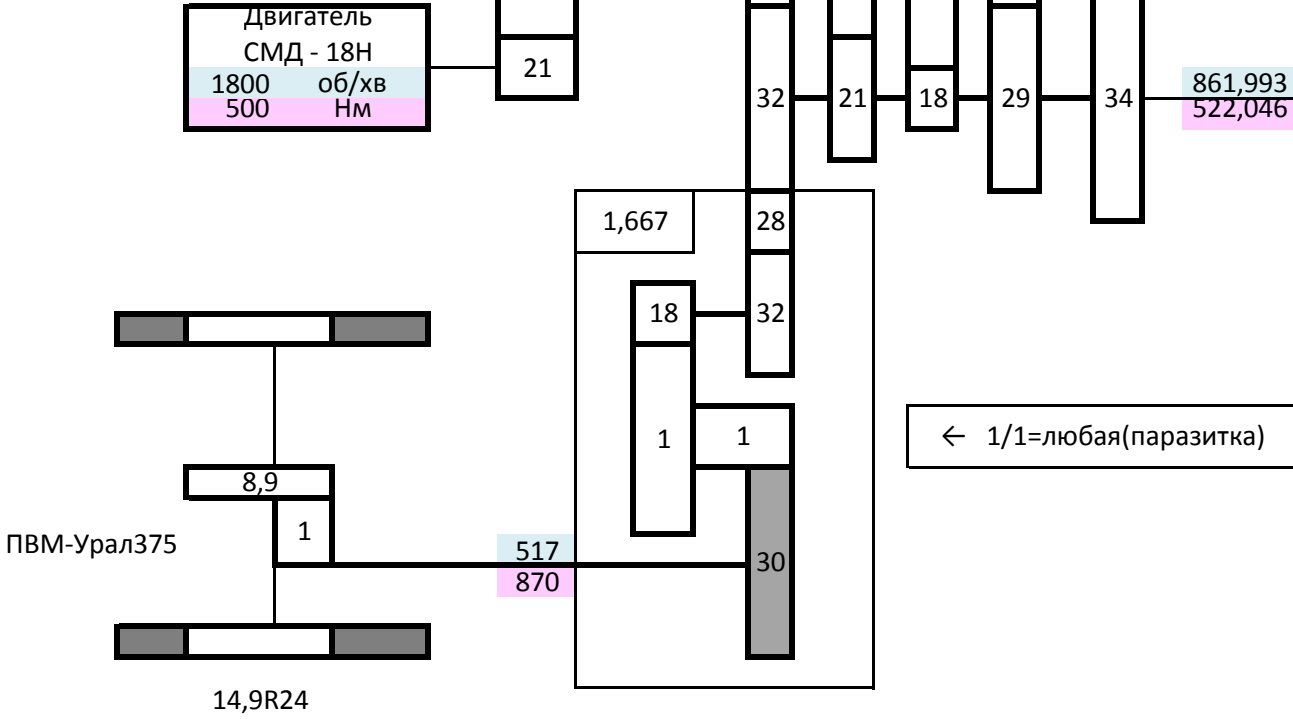 Двигатель
СМД - 18Н
1800 об/хв
500 Нм
21
32
21
18
29
34
861,993
522,046
1,667
28
18
32
1
1
← 1/1=любая(паразитка)
8,9
1
ПВМ-Урал375
517
870
30
14,9R24